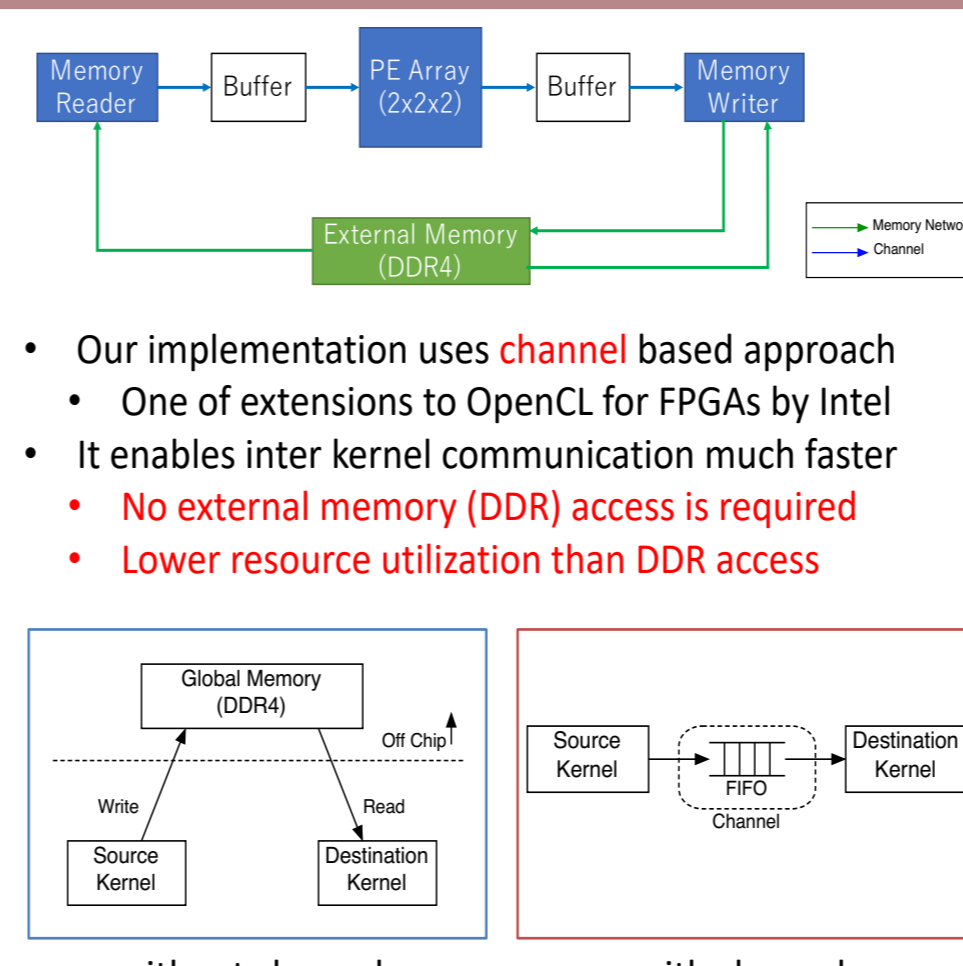 Memory
Reader
Buffer
PE Array
(2x2x2)
Buffer
Memory
Writer
External Memory
(DDR4)
Memory
Channel
• Our implementation uses channel based approach
• One of extensions to OpenCL for FPGAs by Intel
• It enables inter kernel communication much faster
• No external memory (DDR) access is required
• Lower resource utilization than DDR access
Global Memory
(DDR4)
Off Chip
Write
Read
Source
Kernel
Destination
Kernel
Source
Kernel
FIFO
Channel
Destination
Kernel